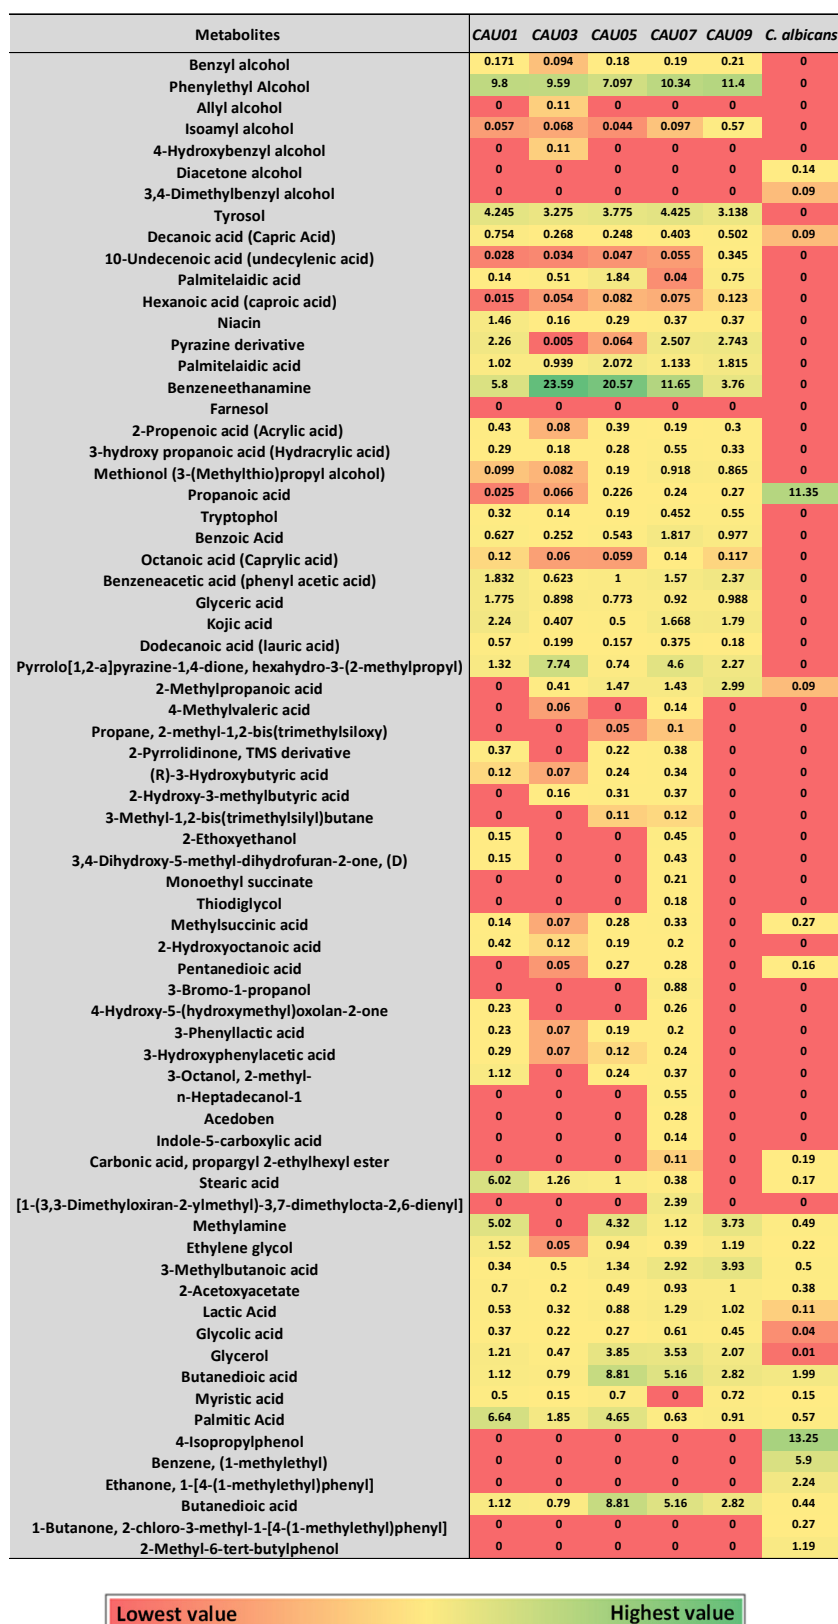 Metabolites CAU01 CAU03 CAU05 CAU07 CAU09 C. albicans
Benzyl alcohol 0.171 0.094 0.18 0.19 0.21 0
Phenylethyl Alcohol 9.8 9.59 7.097 10.34 11.4 0
Allyl alcohol 0 0.11 0 0 0 0
Isoamyl alcohol 0.057 0.068 0.044 0.097 0.57 0
4-Hydroxybenzyl alcohol 0 0.11 0 0 0 0
Diacetone alcohol 0 0 0 0 0 0.14
3,4-Dimethylbenzyl alcohol 0 0 0 0 0 0.09
Tyrosol 4.245 3.275 3.775 4.425 3.138 0
Decanoic acid (Capric Acid) 0.754 0.268 0.248 0.403 0.502 0.09
10-Undecenoic acid (undecylenic acid) 0.028 0.034 0.047 0.055 0.345 0
Palmitelaidic acid 0.14 0.51 1.84 0.04 0.75 0
Hexanoic acid (caproic acid) 0.015 0.054 0.082 0.075 0.123 0
Niacin 1.46 0.16 0.29 0.37 0.37 0
Pyrazine derivative 2.26 0.005 0.064 2.507 2.743 0
Palmitelaidic acid 1.02 0.939 2.072 1.133 1.815 0
Benzeneethanamine 5.8 23.59 20.57 11.65 3.76 0
Farnesol 0 0 0 0 0 0
2-Propenoic acid (Acrylic acid) 0.43 0.08 0.39 0.19 0.3 0
3-hydroxy propanoic acid (Hydracrylic acid) 0.29 0.18 0.28 0.55 0.33 0
Methionol (3-(Methylthio)propyl alcohol) 0.099 0.082 0.19 0.918 0.865 0
Propanoic acid 0.025 0.066 0.226 0.24 0.27 11.35
Tryptophol 0.32 0.14 0.19 0.452 0.55 0
Benzoic Acid 0.627 0.252 0.543 1.817 0.977 0
Octanoic acid (Caprylic acid) 0.12 0.06 0.059 0.14 0.117 0
Benzeneacetic acid (phenyl acetic acid) 1.832 0.623 1 1.57 2.37 0
Glyceric acid 1.775 0.898 0.773 0.92 0.988 0
Kojic acid 2.24 0.407 0.5 1.668 1.79 0
Dodecanoic acid (lauric acid) 0.57 0.199 0.157 0.375 0.18 0
Pyrrolo[1,2-a]pyrazine-1,4-dione, hexahydro-3-(2-methylpropyl) 1.32 7.74 0.74 4.6 2.27 0
2-Methylpropanoic acid 0 0.41 1.47 1.43 2.99 0.09
4-Methylvaleric acid 0 0.06 0 0.14 0 0
Propane, 2-methyl-1,2-bis(trimethylsiloxy) 0 0 0.05 0.1 0 0
2-Pyrrolidinone, TMS derivative 0.37 0 0.22 0.38 0 0
(R)-3-Hydroxybutyric acid 0.12 0.07 0.24 0.34 0 0
2-Hydroxy-3-methylbutyric acid 0 0.16 0.31 0.37 0 0
3-Methyl-1,2-bis(trimethylsilyl)butane 0 0 0.11 0.12 0 0
2-Ethoxyethanol 0.15 0 0 0.45 0 0
3,4-Dihydroxy-5-methyl-dihydrofuran-2-one, (D) 0.15 0 0 0.43 0 0
Monoethyl succinate 0 0 0 0.21 0 0
Thiodiglycol 0 0 0 0.18 0 0
Methylsuccinic acid 0.14 0.07 0.28 0.33 0 0.27
2-Hydroxyoctanoic acid 0.42 0.12 0.19 0.2 0 0
Pentanedioic acid 0 0.05 0.27 0.28 0 0.16
3-Bromo-1-propanol 0 0 0 0.88 0 0
4-Hydroxy-5-(hydroxymethyl)oxolan-2-one 0.23 0 0 0.26 0 0
3-Phenyllactic acid 0.23 0.07 0.19 0.2 0 0
3-Hydroxyphenylacetic acid 0.29 0.07 0.12 0.24 0 0
3-Octanol, 2-methyl- 1.12 0 0.24 0.37 0 0
n-Heptadecanol-1 0 0 0 0.55 0 0
Acedoben 0 0 0 0.28 0 0
Indole-5-carboxylic acid 0 0 0 0.14 0 0
Carbonic acid, propargyl 2-ethylhexyl ester 0 0 0 0.11 0 0.19
Stearic acid 6.02 1.26 1 0.38 0 0.17
[1-(3,3-Dimethyloxiran-2-ylmethyl)-3,7-dimethylocta-2,6-dienyl] 0 0 0 2.39 0 0
Methylamine 5.02 0 4.32 1.12 3.73 0.49
Ethylene glycol 1.52 0.05 0.94 0.39 1.19 0.22
3-Methylbutanoic acid 0.34 0.5 1.34 2.92 3.93 0.5
2-Acetoxyacetate 0.7 0.2 0.49 0.93 1 0.38
Lactic Acid 0.53 0.32 0.88 1.29 1.02 0.11
Glycolic acid 0.37 0.22 0.27 0.61 0.45 0.04
Glycerol 1.21 0.47 3.85 3.53 2.07 0.01
Butanedioic acid 1.12 0.79 8.81 5.16 2.82 1.99
Myristic acid 0.5 0.15 0.7 0 0.72 0.15
Palmitic Acid 6.64 1.85 4.65 0.63 0.91 0.57
4-Isopropylphenol 0 0 0 0 0 13.25
Benzene, (1-methylethyl) 0 0 0 0 0 5.9
Ethanone, 1-[4-(1-methylethyl)phenyl] 0 0 0 0 0 2.24
Butanedioic acid 1.12 0.79 8.81 5.16 2.82 0.44
1-Butanone, 2-chloro-3-methyl-1-[4-(1-methylethyl)phenyl] 0 0 0 0 0 0.27
2-Methyl-6-tert-butylphenol 0 0 0 0 0 1.19
Lowest value Highest value